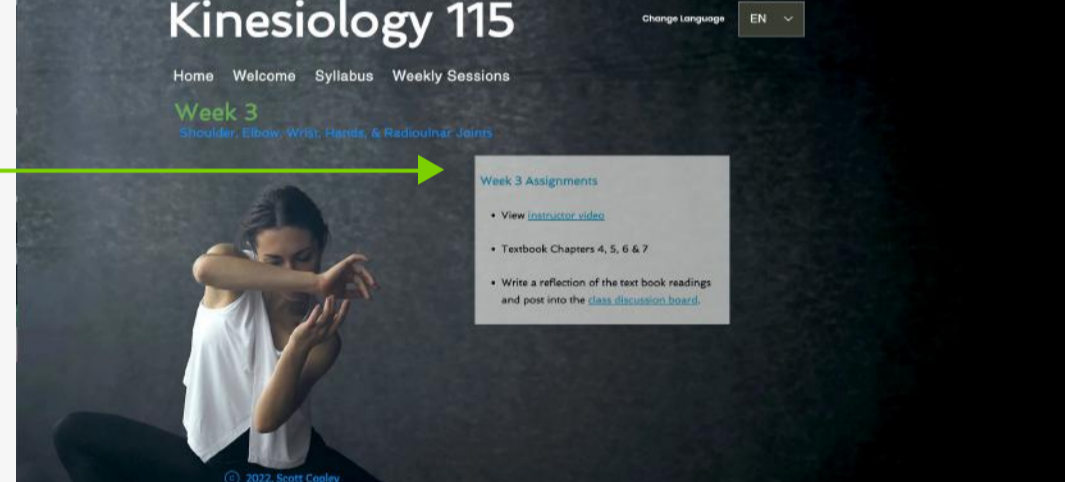 Kinesiology 115
Change Language
EN
Home Welcome Syllabus Weekly Sessions
Week 3
Shoulder, Elbow, Wrist, Hands, & Radioulnar Joints
Week 3 Assignments
• View instructor video
• Textbook Chapters 4, 5, 6 & 7
• Write a reflection of the text book readings
and post into the class discussion board.
© 2022, Scott Copley